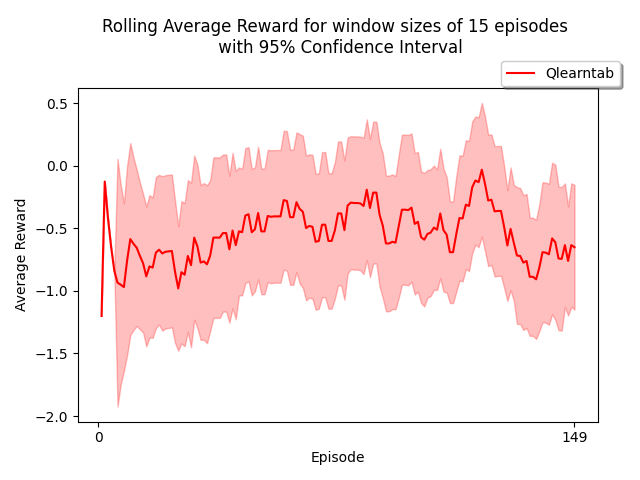 Rolling Average Reward for window sizes of 15 episodes
with 95% Confidence Interval
Qlearntab
0.5
0.0
−0.5
−1.0
−1.5
−2.0
Average Reward
0 149
Episode